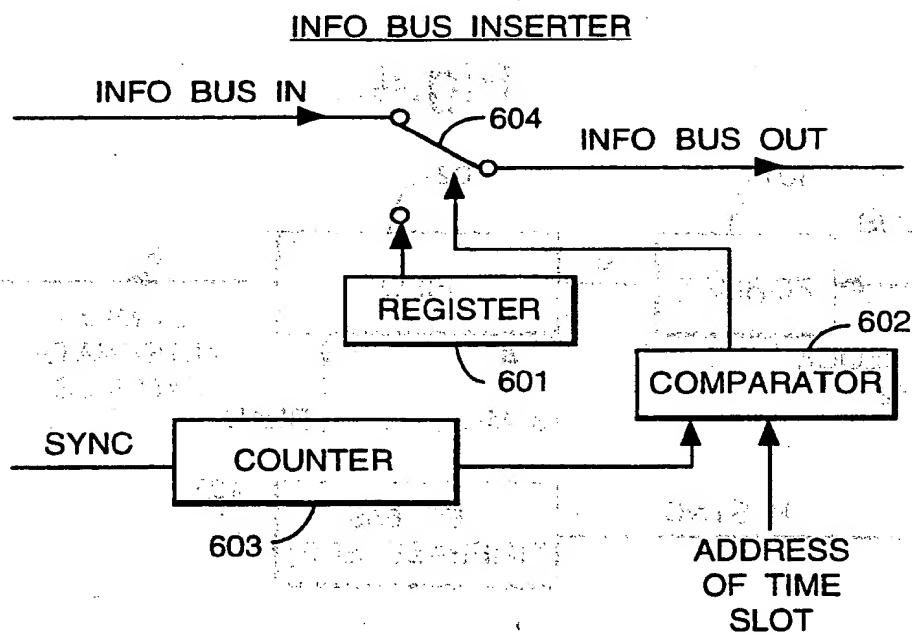 INFO BUS INSERTER
INFO BUS IN
604
INFO BUS OUT
REGISTER
601
602
COMPARATOR
SYNC
COUNTER
603
ADDRESS
OF TIME
SLOT